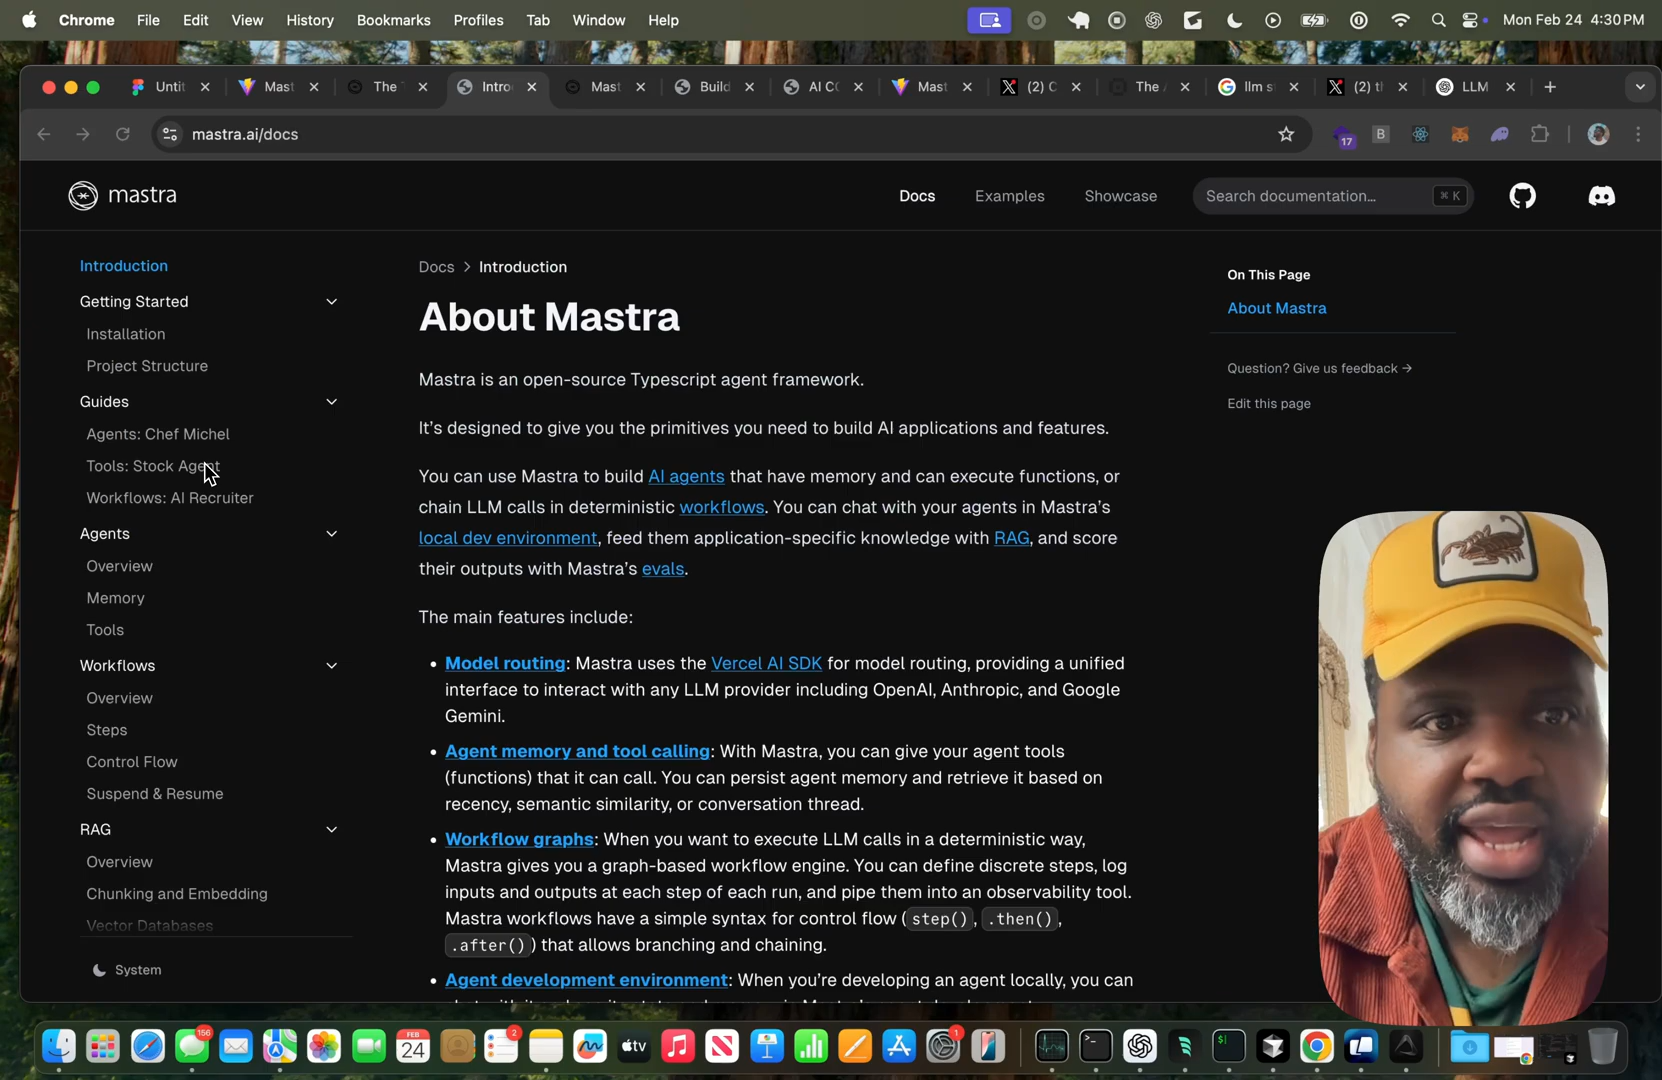 Chrome File Edit View History Bookmarks Profiles Tab Window Help Mon Feb 24 4:30 PM
Untit Mast The Intro Mast Build AI CO Mast (2) C The llm s (2) tl LLM
mastra.ai/docs
B
17
mastra
Docs Examples Showcase Search documentation... ⌘ K
Introduction
Getting Started
Installation
Project Structure
Guides
Agents: Chef Michel
Tools: Stock Agent
Workflows: AI Recruiter
Agents
Overview
Memory
Tools
Workflows
Overview
Steps
Control Flow
Suspend & Resume
RAG
Overview
Chunking and Embedding
Vector Databases
System
Docs > Introduction
About Mastra
Mastra is an open-source Typescript agent framework.
It's designed to give you the primitives you need to build AI applications and features.
You can use Mastra to build AI agents that have memory and can execute functions, or
chain LLM calls in deterministic workflows. You can chat with your agents in Mastra's
local dev environment, feed them application-specific knowledge with RAG, and score
their outputs with Mastra's evals.
The main features include:
• Model routing: Mastra uses the Vercel AI SDK for model routing, providing a unified
interface to interact with any LLM provider including OpenAI, Anthropic, and Google
Gemini.
• Agent memory and tool calling: With Mastra, you can give your agent tools
(functions) that it can call. You can persist agent memory and retrieve it based on
recency, semantic similarity, or conversation thread.
• Workflow graphs: When you want to execute LLM calls in a deterministic way,
Mastra gives you a graph-based workflow engine. You can define discrete steps, log
inputs and outputs at each step of each run, and pipe them into an observability tool.
Mastra workflows have a simple syntax for control flow (step(), .then(),
.after()) that allows branching and chaining.
• Agent development environment: When you're developing an agent locally, you can
On This Page
About Mastra
Question? Give us feedback →
Edit this page
156
FEB
24
2
tv
1